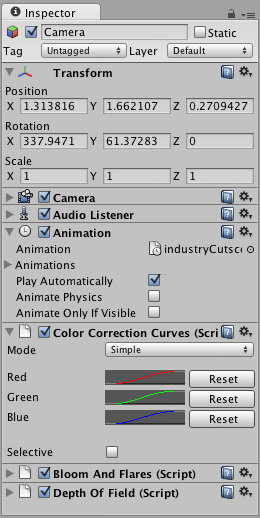 Inspector
Camera Static
Tag Untagged Layer Default
Transform
Position
X 1.313816 Y 1.662107 Z 0.2709427
Rotation
X 337.9471 Y 61.37283 Z 0
Scale
X 1 Y 1 Z 1
Camera
Audio Listener
Animation
Animation industryCutsc
Animations
Play Automatically
Animate Physics
Animate Only If Visible
Color Correction Curves (Scri
Mode Simple
Red Reset
Green Reset
Blue Reset
Selective
Bloom And Flares (Script)
Depth Of Field (Script)